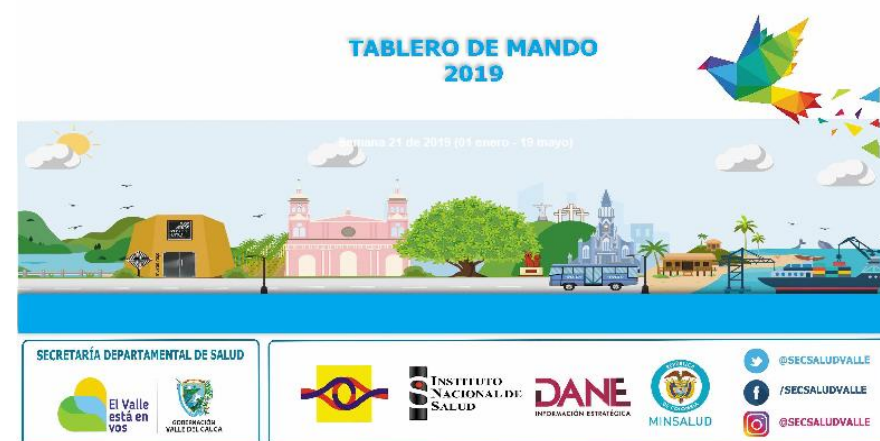 TABLERO DE MANDO
2019
Semana 21 de 2019 (01 enero - 19 mayo)
SECRETARÍA DEPARTAMENTAL DE SALUD
El Valle
está en
vos
GOBERNACIÓN
VALLE DEL CAUCA
INSTITUTO
NACIONAL DE
SALUD
DANE
INFORMACIÓN ESTRATÉGICA
MINSALUD
@SECSALUDVALLE
/SECSALUDVALLE
@SECSALUDVALLE